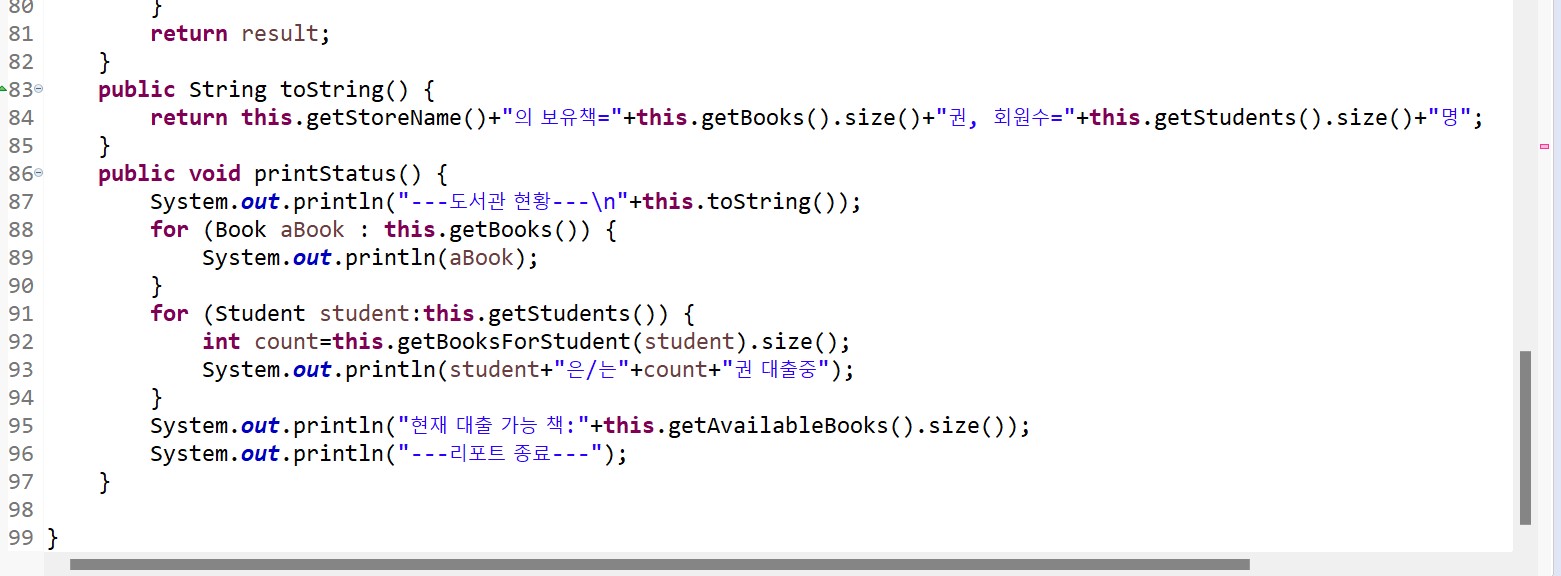 80         }
81         return result;
82     }
83     public String toString() {
84         return this.getStoreName()+"의 보유책="+this.getBooks().size()+"권, 회원수="+this.getStudents().size()+"명";
85     }
86     public void printStatus() {
87         System.out.println("---도서관 현황---\n"+this.toString());
88         for (Book aBook : this.getBooks()) {
89             System.out.println(aBook);
90         }
91         for (Student student:this.getStudents()) {
92             int count=this.getBooksForStudent(student).size();
93             System.out.println(student+"은/는"+count+"권 대출중");
94         }
95         System.out.println("현재 대출 가능 책:"+this.getAvailableBooks().size());
96         System.out.println("---리포트 종료---");
97     }
98
99 }